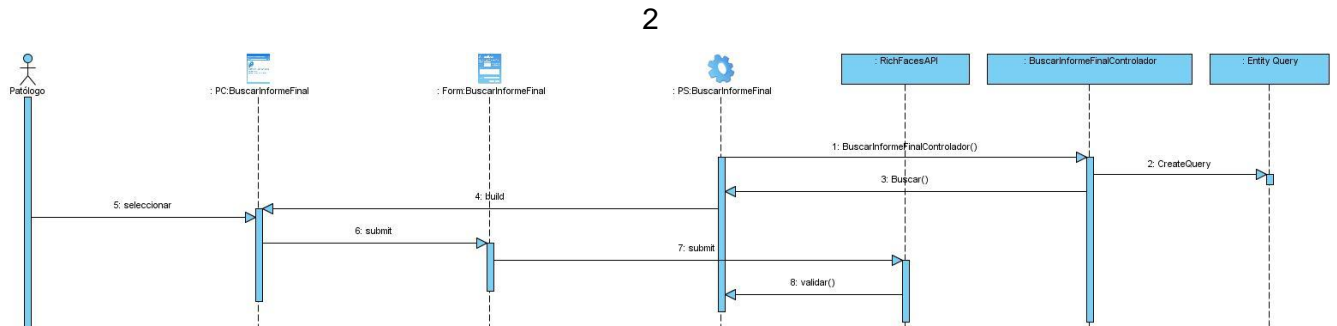 2
Patólogo
: PC:BuscarInformeFinal
: Form:BuscarInformeFinal
: PS:BuscarInformeFinal
: RichFacesAPI
: BuscarInformeFinalControlador
: Entity Query
1: BuscarInformeFinalControlador()
2: CreateQuery
3: Buscar()
4: build
5: seleccionar
6: submit
7: submit
8: validar()